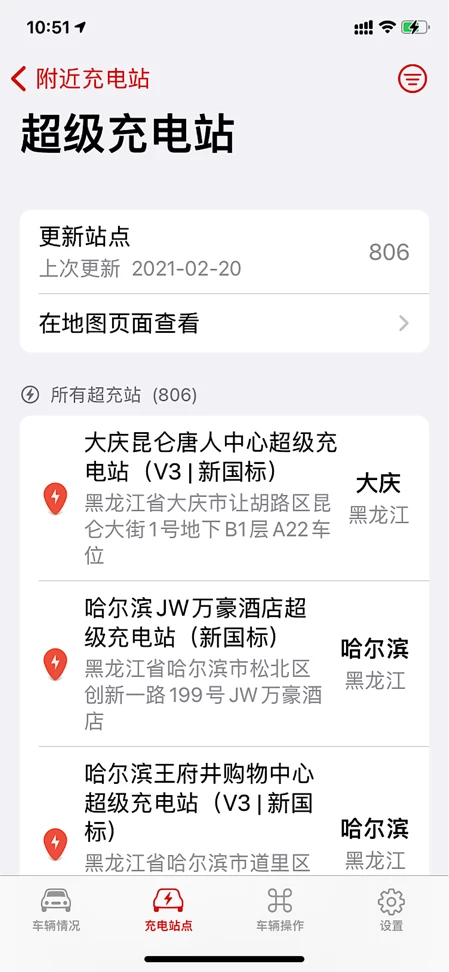 10:51
附近充电站
超级充电站
更新站点
806
上次更新 2021-02-20
在地图页面查看
所有超充站 (806)
大庆昆仑唐人中心超级充
电站（V3 | 新国标）
大庆
黑龙江省大庆市让胡路区昆
黑龙江
仑大街1号地下B1层A22车
位
哈尔滨JW万豪酒店超
级充电站（新国标）
哈尔滨
黑龙江省哈尔滨市松北区
黑龙江
创新一路199号JW万豪酒
店
哈尔滨王府井购物中心
超级充电站（V3 | 新国
标）
哈尔滨
黑龙江省哈尔滨市道里区
黑龙江
车辆情况
充电站点
车辆操作
设置